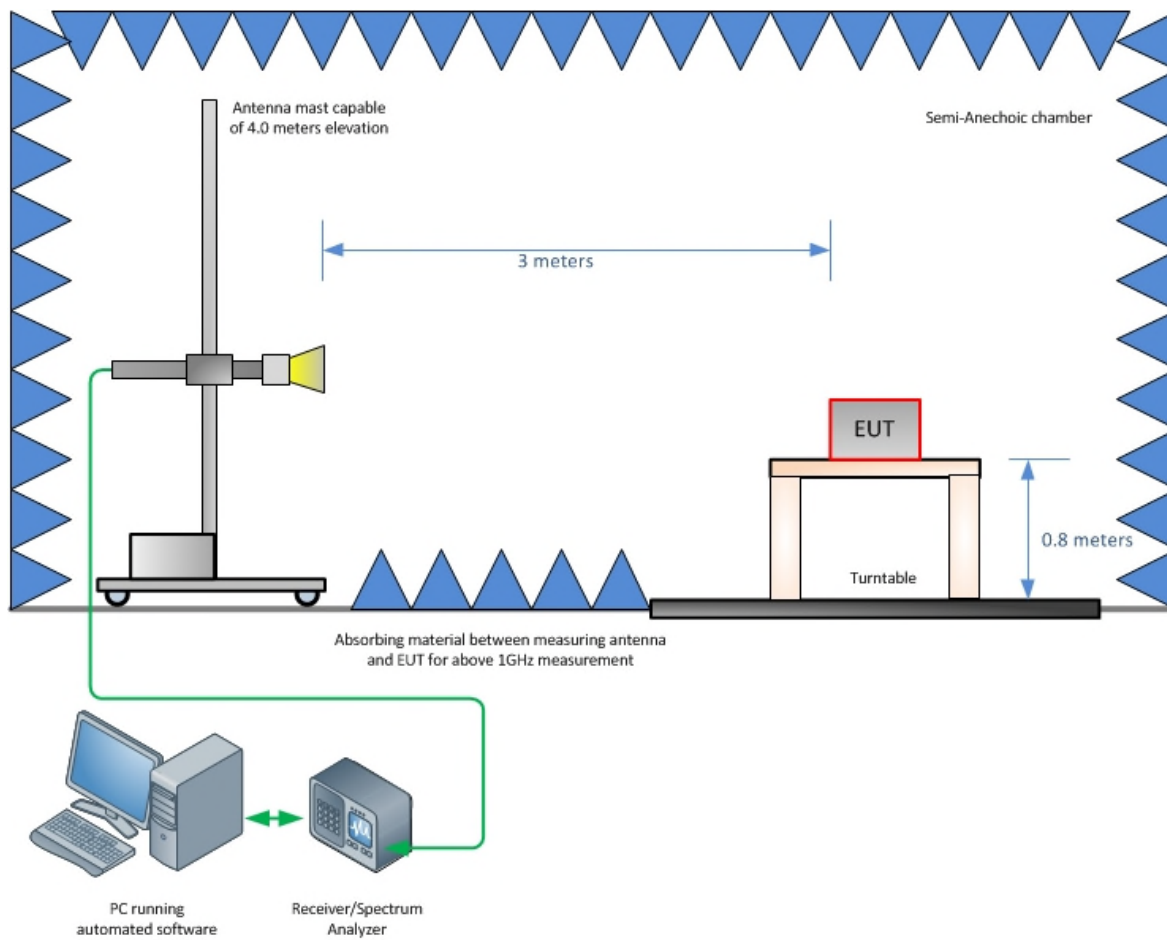 Antenna mast capable
of 4.0 meters elevation
Semi-Anechoic chamber
3 meters
EUT
0.8 meters
Turntable
Absorbing material between measuring antenna
and EUT for above 1GHz measurement
PC running
automated software
Receiver/Spectrum
Analyzer